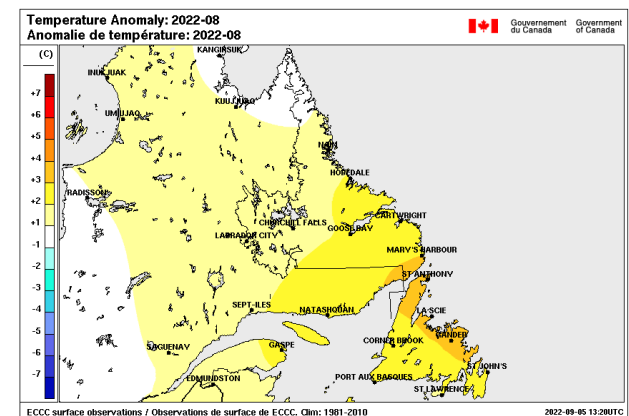 Temperature Anomaly: 2022-08
Anomalie de température: 2022-08
Gouvernement du Canada
Government of Canada
(C)
+7
+6
+5
+4
+3
+2
+1
-1
-2
-3
-4
-5
-6
-7
KANGIRSUK
INUKJUAK
KUUJJUAQ
UMIUJAQ
NAIN
HOPEDALE
RADISSON
CARTWRIGHT
CHURCHILL FALLS
GOOSE BAY
LABRADOR CITY
MARY'S HARBOUR
ST ANTHONY
SEPT-ILES
NATASHQUAN
LA SCIE
GANDER
CORNER BROOK
SAGUENAY
GASPE
ST JOHN'S
EDMUNDSTON
PORT AUX BASQUES
ST LAWRENCE
ECCC surface observations / Observations de surface de ECCC. Clim: 1981-2010
2022-09-05 13:20UTC